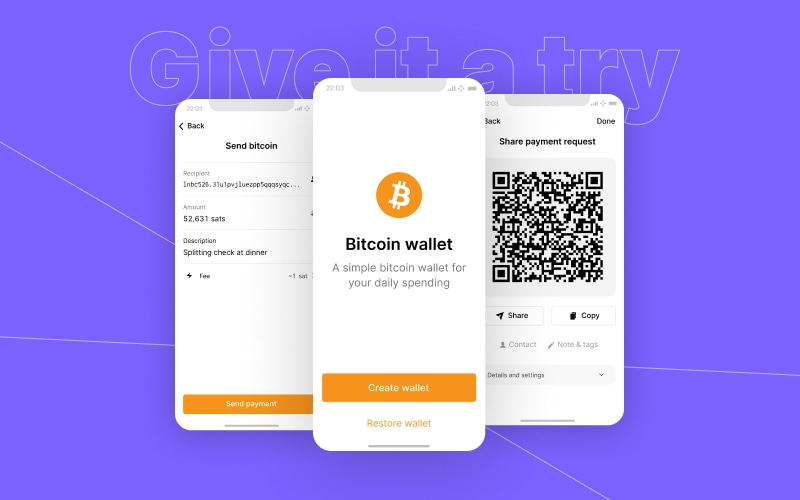 Give it a try
22:03
Back
Send bitcoin
Recipient
lnbc526.31u1pvjluezpp5qqqsyqc...
Amount
52,631 sats
Description
Splitting check at dinner
Fee
~1 sat
Send payment
22:03
Bitcoin wallet
A simple bitcoin wallet for
your daily spending
Create wallet
Restore wallet
22:03
Back
Done
Share payment request
Share
Copy
Contact
Note & tags
Details and settings